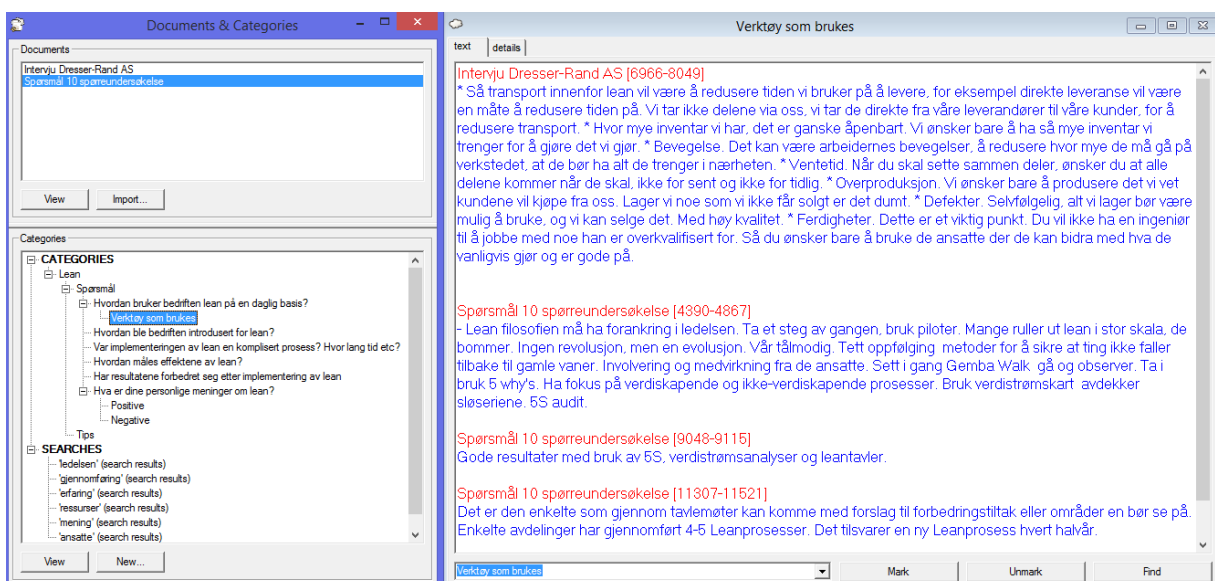 Documents & Categories
Documents
Intervju Dresser-Rand AS
Spørsmål 10 spørreundersøkelse
View
Import...
Categories
CATEGORIES
Lean
Spørsmål
Hvordan bruker bedriften lean på en daglig basis?
Verktøy som brukes
Hvordan ble bedriften introdusert for lean?
Var implementeringen av lean en komplisert prosess? Hvor lang tid etc?
Hvordan måles effektene av lean?
Har resultatene forbedret seg etter implementering av lean
Hva er dine personlige meninger om lean?
Positive
Negative
Tips
SEARCHES
'ledelsen' (search results)
'gjennomføring' (search results)
'erfaring' (search results)
'ressurser' (search results)
'mening' (search results)
'ansatte' (search results)
View
New...
Verktøy som brukes
text
details
Intervju Dresser-Rand AS [6966-8049]
* Så transport innenfor lean vil være å redusere tiden vi bruker på å levere, for eksempel direkte leveranse vil være
en måte å redusere tiden på. Vi tar ikke delene via oss, vi tar de direkte fra våre leverandører til våre kunder, for å
redusere transport. * Hvor mye inventar vi har, det er ganske åpenbart. Vi ønsker bare å ha så mye inventar vi
trenger for å gjøre det vi gjør. * Bevegelse. Det kan være arbeidernes bevegelser, å redusere hvor mye de må gå på
verkstedet, at de bør ha alt de trenger i nærheten. * Ventetid. Når du skal sette sammen deler, ønsker du at alle
delene kommer når de skal, ikke for sent og ikke for tidlig. * Overproduksjon. Vi ønsker bare å produsere det vi vet
kundene vil kjøpe fra oss. Lager vi noe som vi ikke får solgt er det dumt. * Defekter. Selvfølgelig, alt vi lager bør være
mulig å bruke, og vi kan selge det. Med høy kvalitet. * Ferdigheter. Dette er et viktig punkt. Du vil ikke ha en ingeniør
til å jobbe med noe han er overkvalifisert for. Så du ønsker bare å bruke de ansatte der de kan bidra med hva de
vanligvis gjør og er gode på.
Spørsmål 10 spørreundersøkelse [4390-4867]
- Lean filosofien må ha forankring i ledelsen. Ta et steg av gangen, bruk piloter. Mange ruller ut lean i stor skala, de
bommer. Ingen revolusjon, men en evolusjon. Vår tålmodig. Tett oppfølging  metoder for å sikre at ting ikke faller
tilbake til gamle vaner. Involvering og medvirkning fra de ansatte. Sett i gang Gemba Walk  gå og observer. Ta i
bruk 5 why's. Ha fokus på verdiskapende og ikke-verdiskapende prosesser. Bruk verdistrømskart  avdekker
sløseriene. 5S audit.
Spørsmål 10 spørreundersøkelse [9048-9115]
Gode resultater med bruk av 5S, verdistrømsanalyser og leantavler.
Spørsmål 10 spørreundersøkelse [11307-11521]
Det er den enkelte som gjennom tavlemøter kan komme med forslag til forbedringstiltak eller områder en bør se på.
Enkelte avdelinger har gjennomført 4-5 Leanprosesser. Det tilsvarer en ny Leanprosess hvert halvår.
Verktøy som brukes
Mark
Unmark
Find